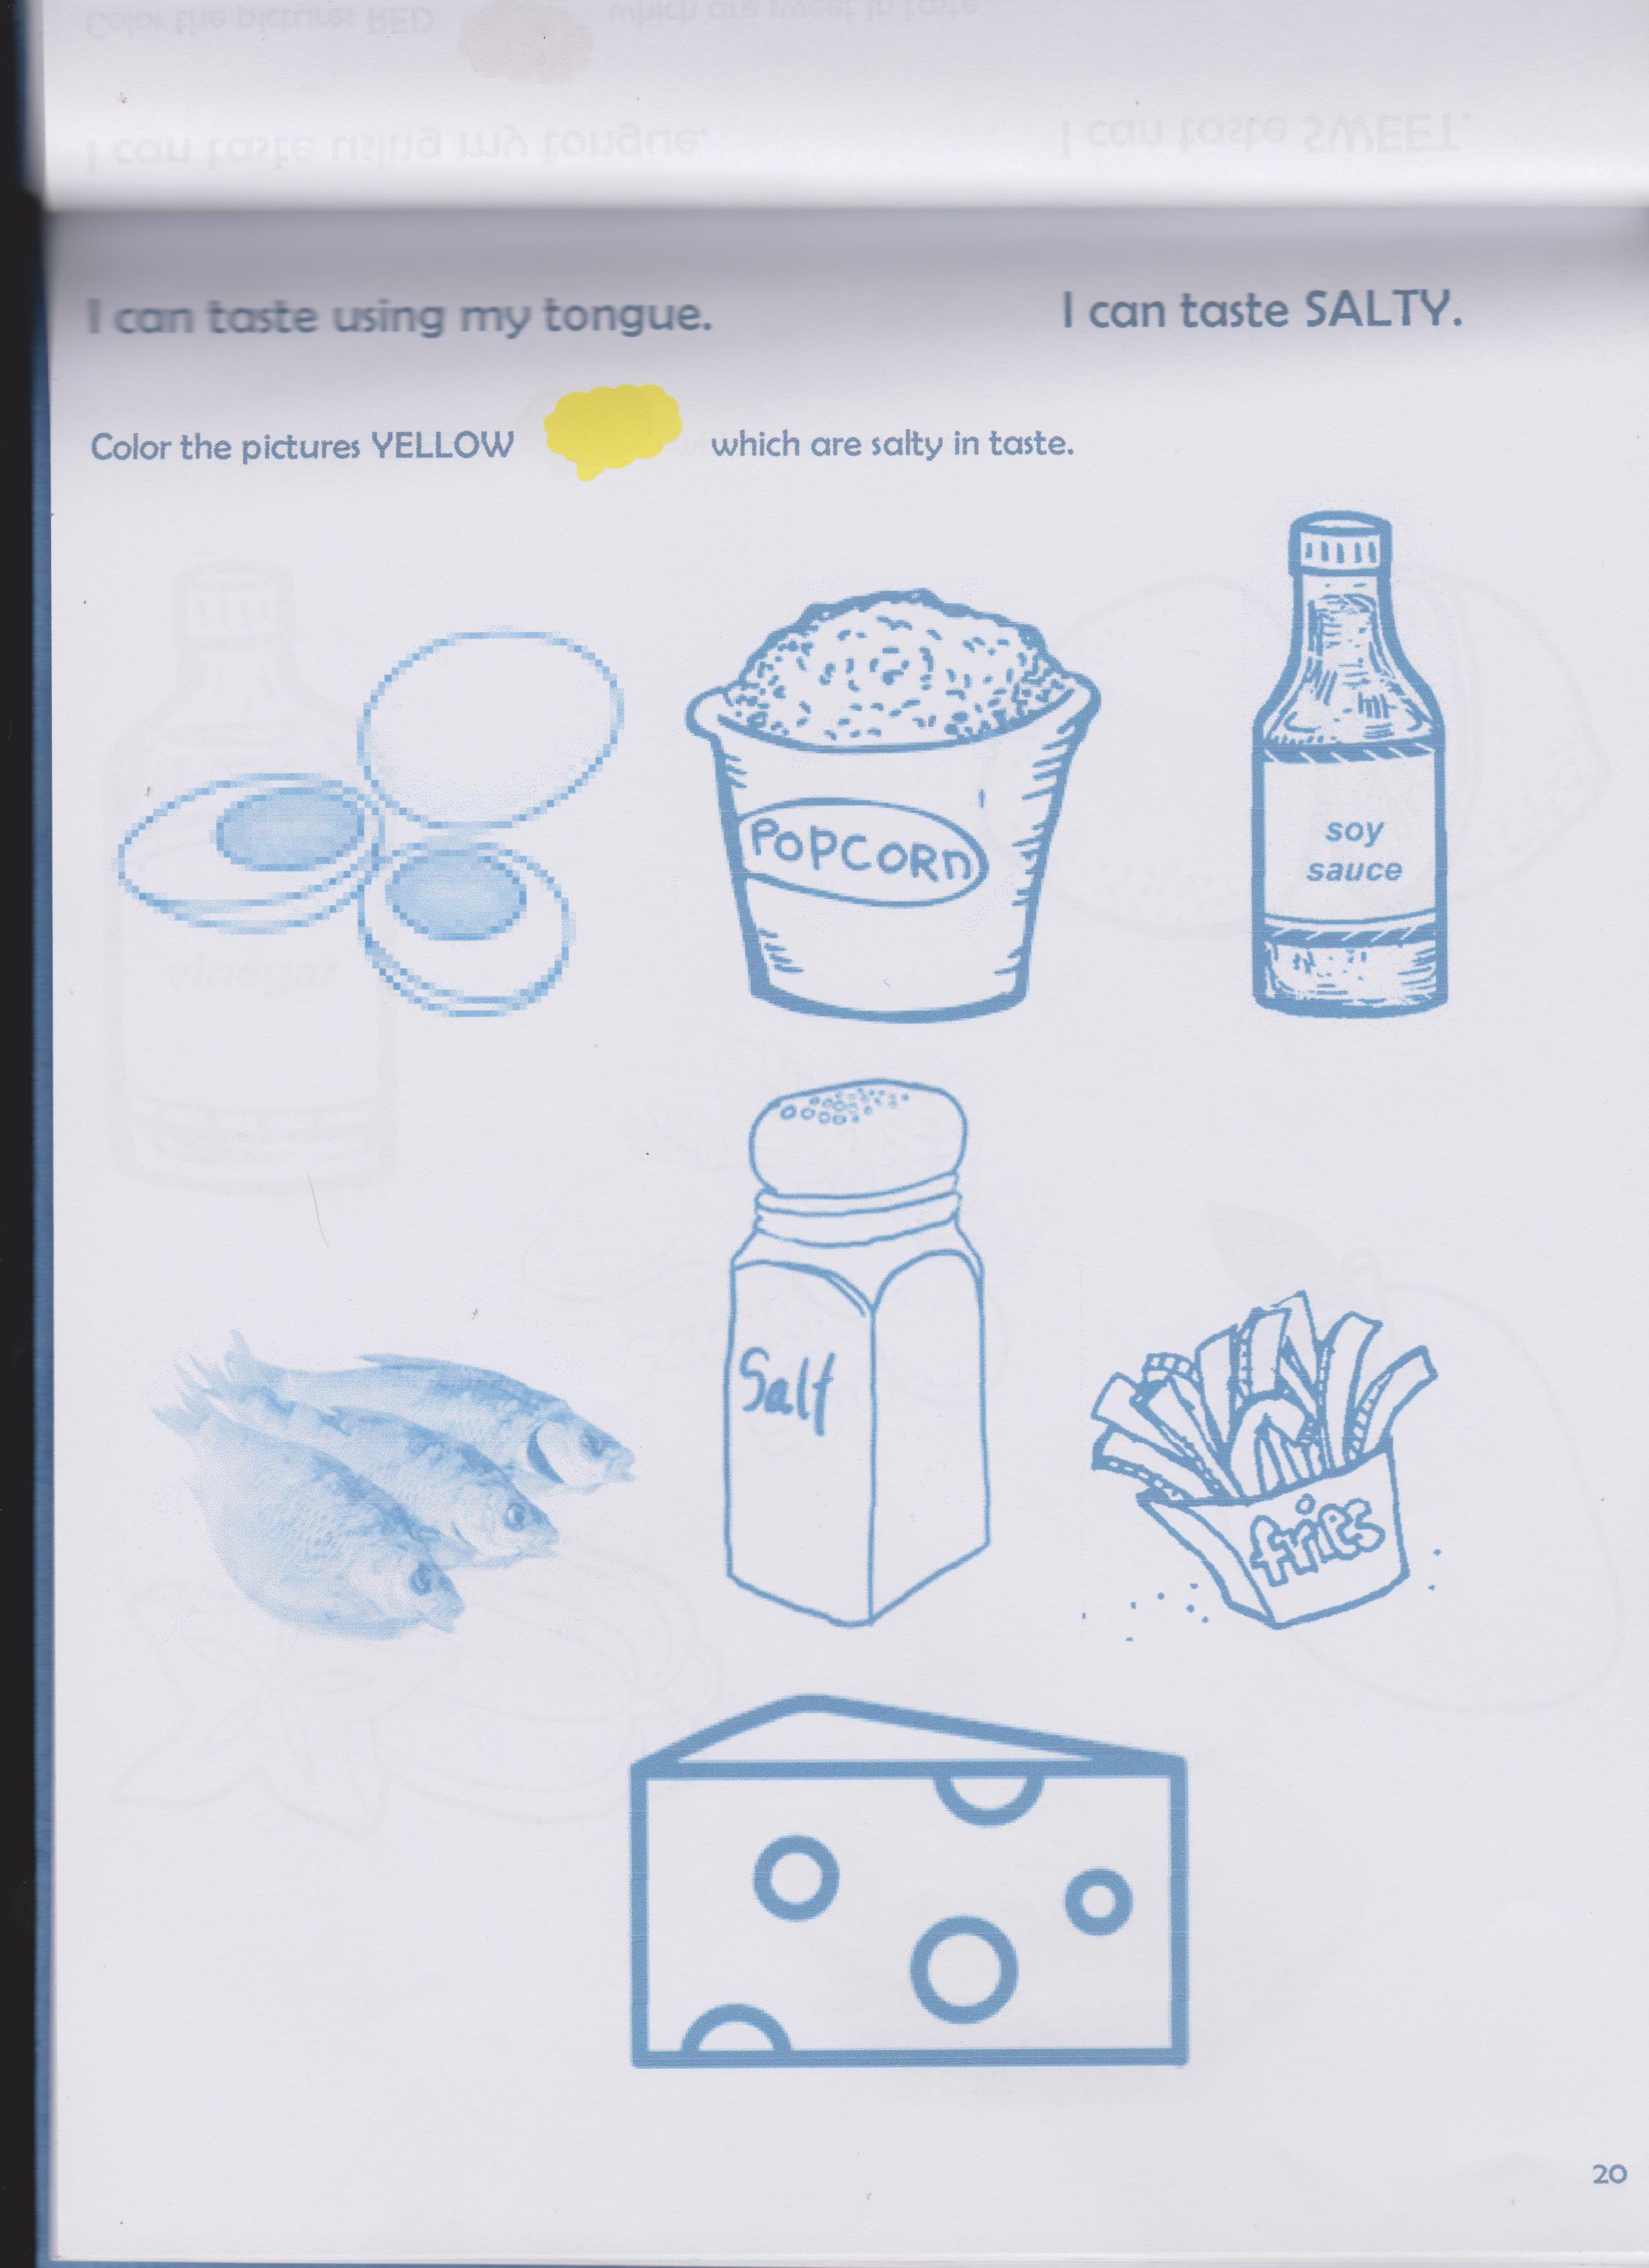 I can taste using my tongue.
I can taste SALTY.
Color the pictures YELLOW which are salty in taste.
POPCORN
soy
sauce
vinegar
Salt
fries
20